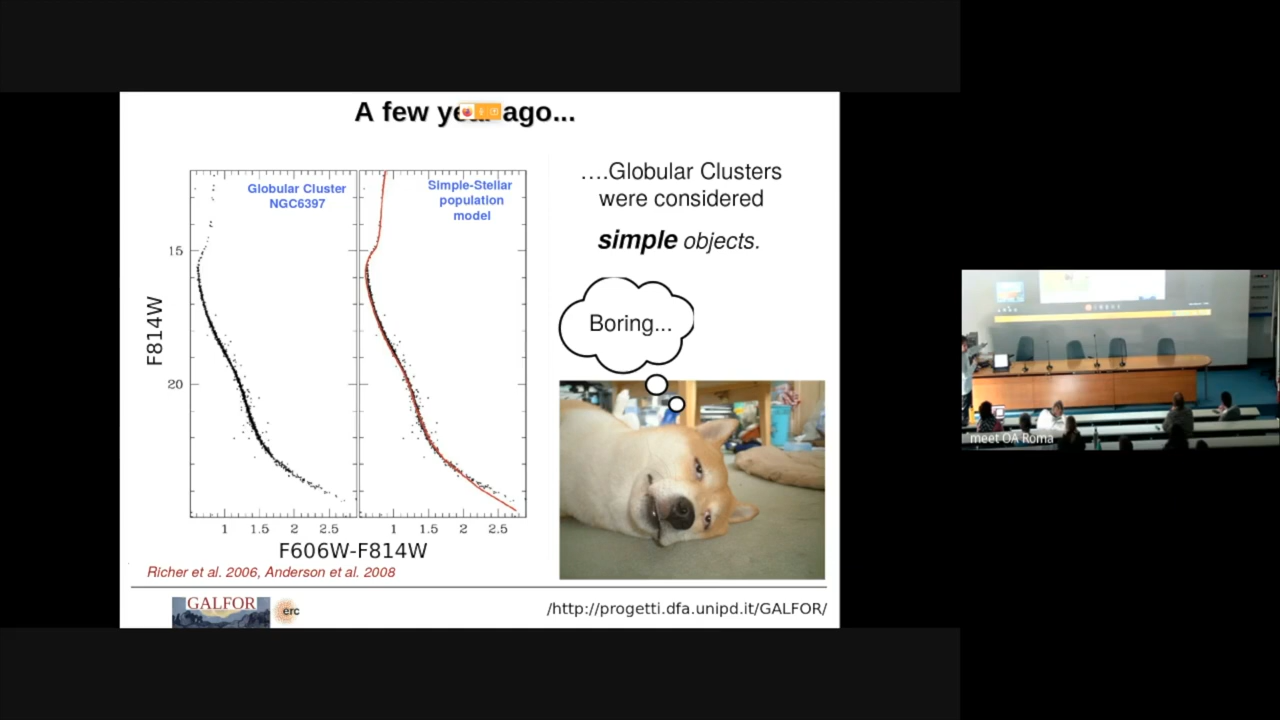 A few ye ago...
Globular Cluster
NGC6397
Simple-Stellar
population
model
….Globular Clusters
were considered
simple objects.
Boring...
F814W
15
20
1 1.5 2 2.5
1 1.5 2 2.5
F606W-F814W
Richer et al. 2006, Anderson et al. 2008
GALFOR
erc
/http://progetti.dfa.unipd.it/GALFOR/
meet OA Roma